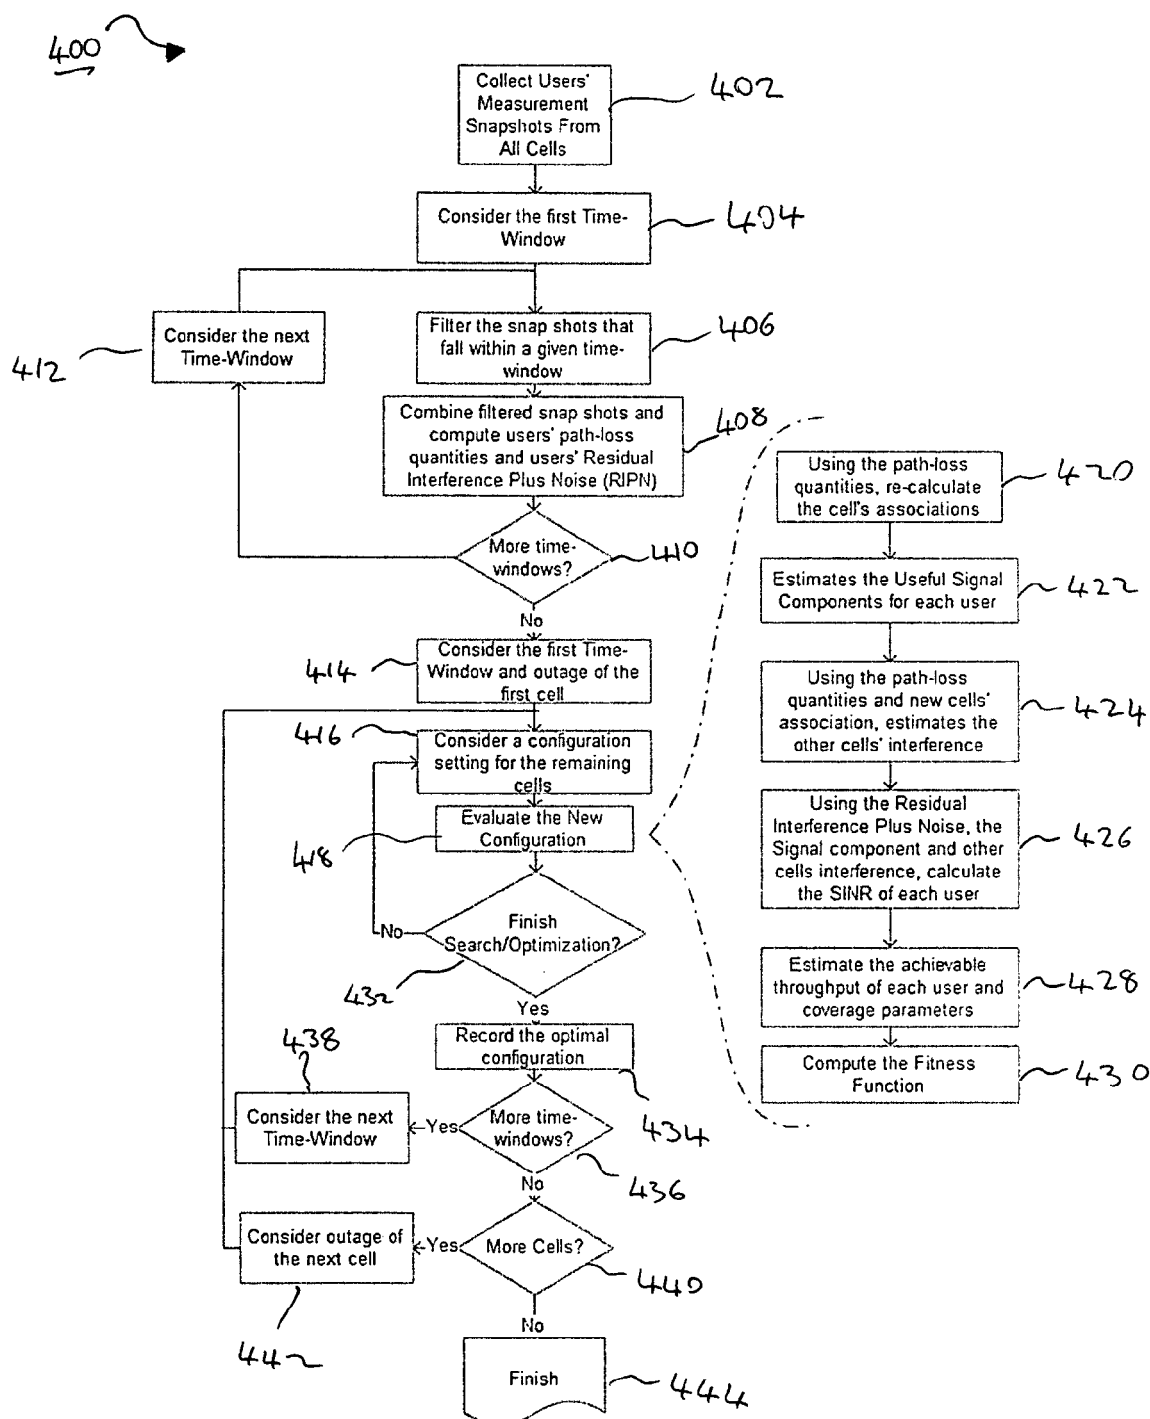 400
Collect Users'
Measurement
Snapshots From
All Cells
402
Consider the first Time-
Window
404
Consider the next
Time-Window
412
Filter the snap shots that
fall within a given time-
window
406
Combine filtered snap shots and
compute users' path-loss
quantities and users' Residual
Interference Plus Noise (RIPN)
408
More time-
windows?
410
No
Consider the first Time-
Window and outage of the
first cell
414
416
Consider a configuration
setting for the remaining
cells
Evaluate the New
Configuration
418
Finish
Search/Optimization?
No
432
Yes
Record the optimal
configuration
434
438
Consider the next
Time-Window
Yes
More time-
windows?
436
No
Consider outage of
the next cell
Yes
More Cells?
440
442
No
Finish
444
Using the path-loss
quantities, re-calculate
the cell's associations
420
Estimates the Useful Signal
Components for each user
422
Using the path-loss
quantities and new cells'
association, estimates the
other cells' interference
424
Using the Residual
Interference Plus Noise, the
Signal component and other
cells interference, calculate
the SINR of each user
426
Estimate the achievable
throughput of each user and
coverage parameters
428
Compute the Fitness
Function
430